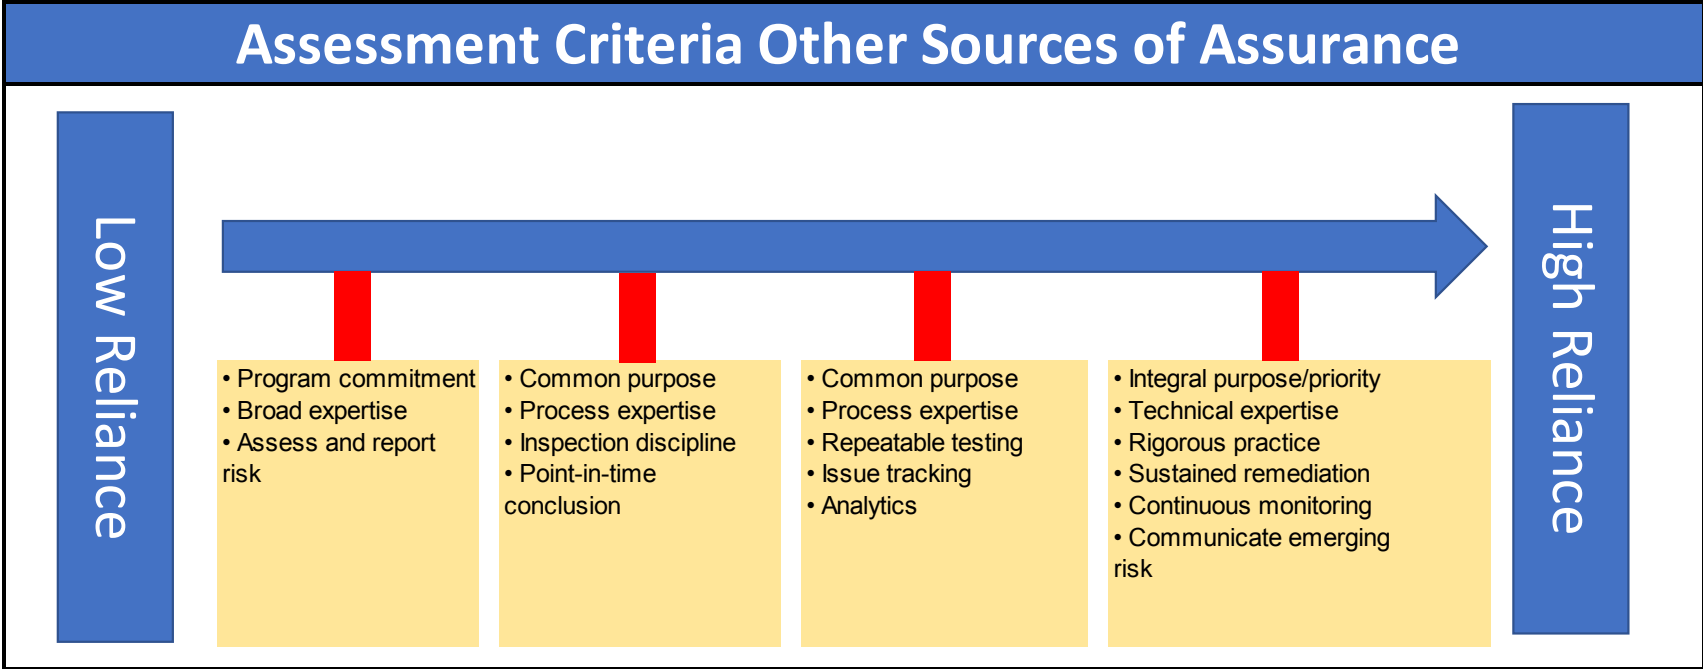 Assessment Criteria Other Sources of Assurance
Low Reliance
• Program commitment
• Broad expertise
• Assess and report
risk
• Common purpose
• Process expertise
• Inspection discipline
• Point-in-time
conclusion
• Common purpose
• Process expertise
• Repeatable testing
• Issue tracking
• Analytics
• Integral purpose/priority
• Technical expertise
• Rigorous practice
• Sustained remediation
• Continuous monitoring
• Communicate emerging
risk
High Reliance